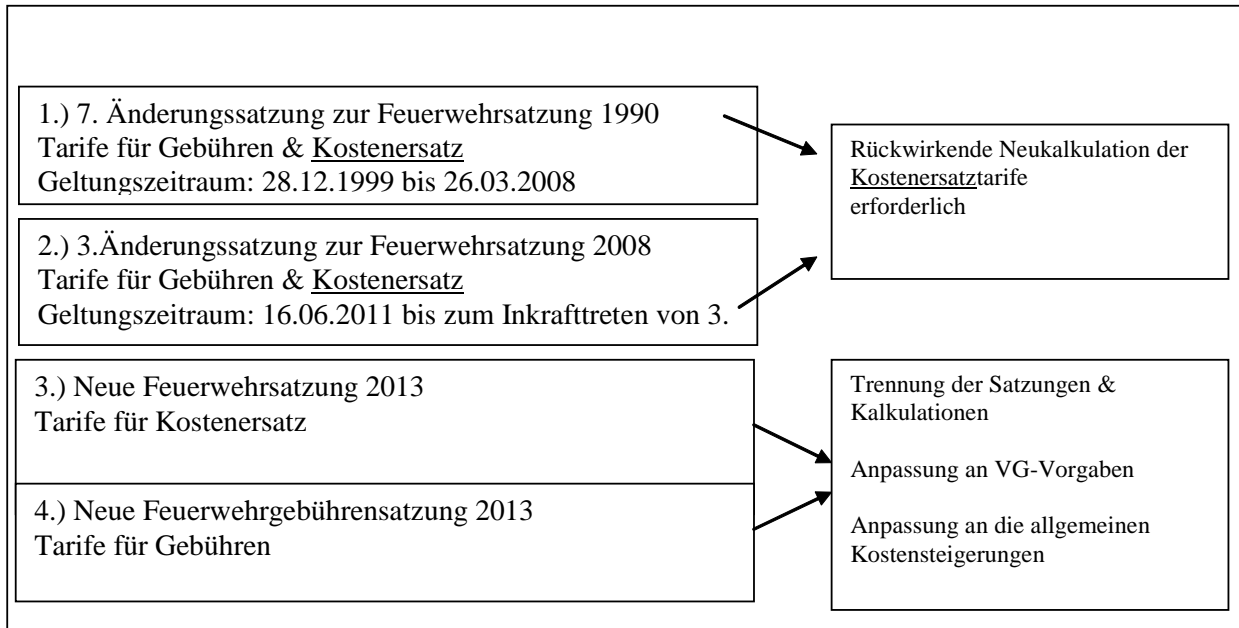 1.) 7. Änderungssatzung zur Feuerwehrsatzung 1990
Tarife für Gebühren & Kostenersatz
Geltungszeitraum: 28.12.1999 bis 26.03.2008
Rückwirkende Neukalkulation der
Kostenersatztarife
erforderlich
2.) 3.Änderungssatzung zur Feuerwehrsatzung 2008
Tarife für Gebühren & Kostenersatz
Geltungszeitraum: 16.06.2011 bis zum Inkrafttreten von 3.
3.) Neue Feuerwehrsatzung 2013
Tarife für Kostenersatz
4.) Neue Feuerwehrgebührensatzung 2013
Tarife für Gebühren
Trennung der Satzungen &
Kalkulationen
Anpassung an VG-Vorgaben
Anpassung an die allgemeinen
Kostensteigerungen